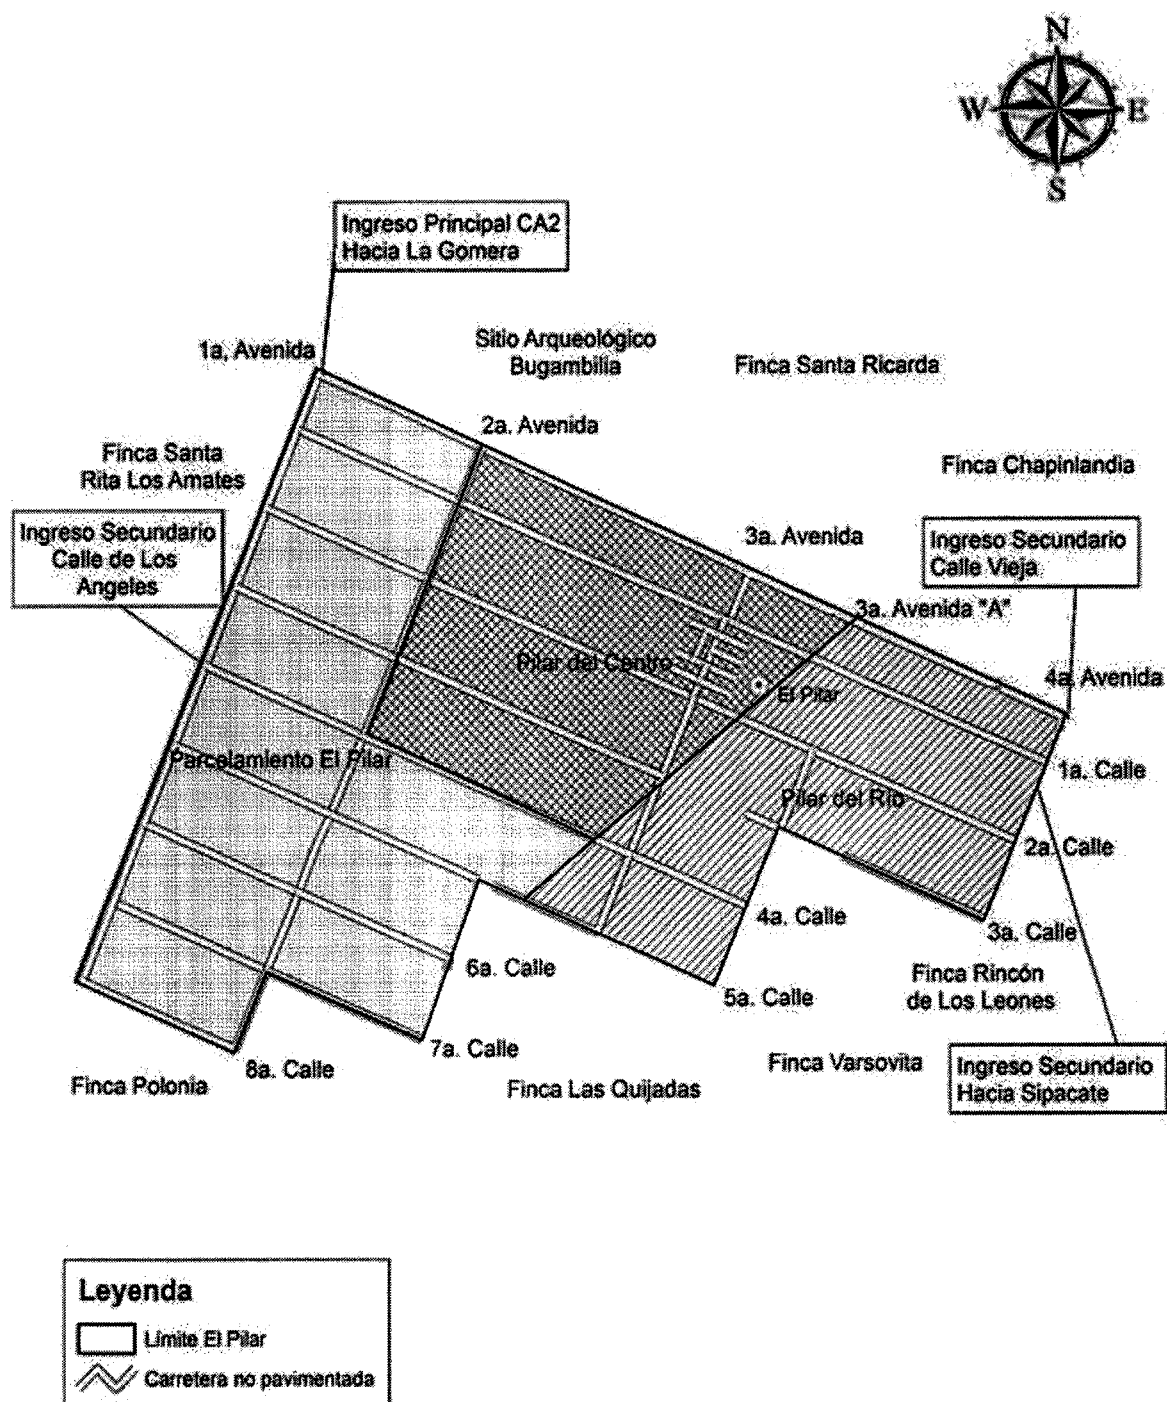 N
W E
S
Ingreso Principal CA2
Hacia La Gomera
1a, Avenida
Sitio Arqueológico
Bugambilia
Finca Santa Ricarda
2a. Avenida
Finca Santa
Rita Los Amates
Finca Chapinlandia
Ingreso Secundario
Calle de Los
Angeles
3a. Avenida
Ingreso Secundario
Calle Vieja
3a. Avenida "A"
Pilar del Centro
El Pilar
4a. Avenida
Parcelamiento El Pilar
1a. Calle
Pilar del Río
2a. Calle
4a. Calle
3a. Calle
6a. Calle
5a. Calle
Finca Rincón
de Los Leones
7a. Calle
8a. Calle
Finca Polonia
Finca Las Quijadas
Finca Varsovita
Ingreso Secundario
Hacia Sipacate
Leyenda
Límite El Pilar
Carretera no pavimentada